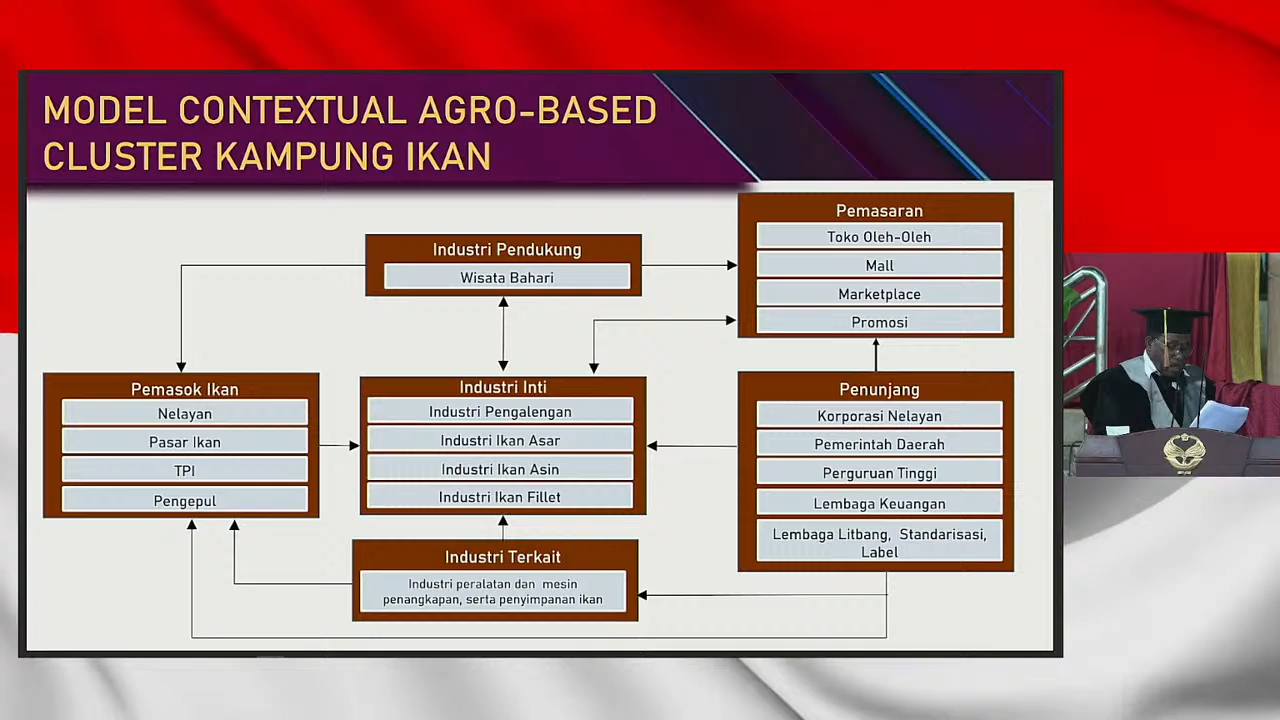 MODEL CONTEXTUAL AGRO-BASED
CLUSTER KAMPUNG IKAN
Industri Pendukung
Wisata Bahari
Pemasaran
Toko Oleh-Oleh
Mall
Marketplace
Promosi
Pemasok Ikan
Nelayan
Pasar Ikan
TPI
Pengepul
Industri Inti
Industri Pengalengan
Industri Ikan Asar
Industri Ikan Asin
Industri Ikan Fillet
Penunjang
Korporasi Nelayan
Pemerintah Daerah
Perguruan Tinggi
Lembaga Keuangan
Lembaga Litbang, Standarisasi,
Label
Industri Terkait
Industri peralatan dan mesin
penangkapan, serta penyimpanan ikan